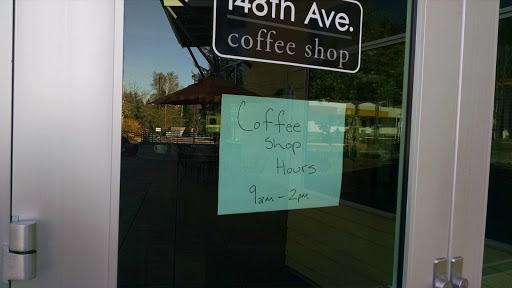 148th Ave.
coffee shop
Coffee
Shop
Hours
9am - 2pm